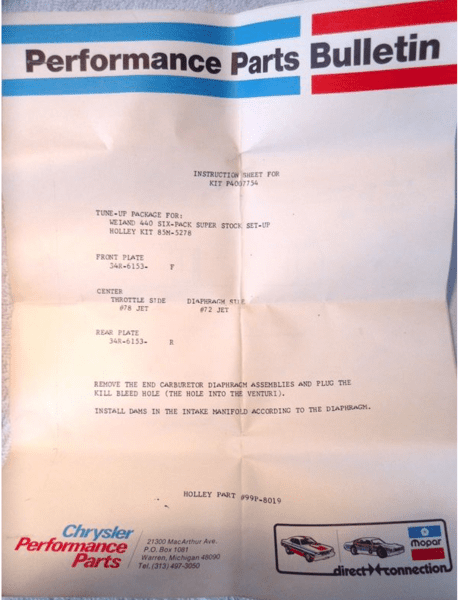 Performance Parts Bulletin
INSTRUCTION SHEET FOR
KIT P4007754
TUNE-UP PACKAGE FOR:
WEIAND 440 SIX-PACK SUPER STOCK SET-UP
HOLLEY KIT 85M-5278
FRONT PLATE
34R-6153- F
CENTER
THROTTLE SIDE DIAPHRAGM SIDE
#78 JET #72 JET
REAR PLATE
34R-6153- R
REMOVE THE END CARBURETOR DIAPHRAGM ASSEMBLIES AND PLUG THE
KILL BLEED HOLE (THE HOLE INTO THE VENTURI).
INSTALL DAMS IN THE INTAKE MANIFOLD ACCORDING TO THE DIAPHRAGM.
HOLLEY PART #99P-8019
Chrysler
Performance
Parts
21300 MacArthur Ave.
P.O. Box 1081
Warren, Michigan 48090
Tel. (313) 497-3050
mopar
direct connection